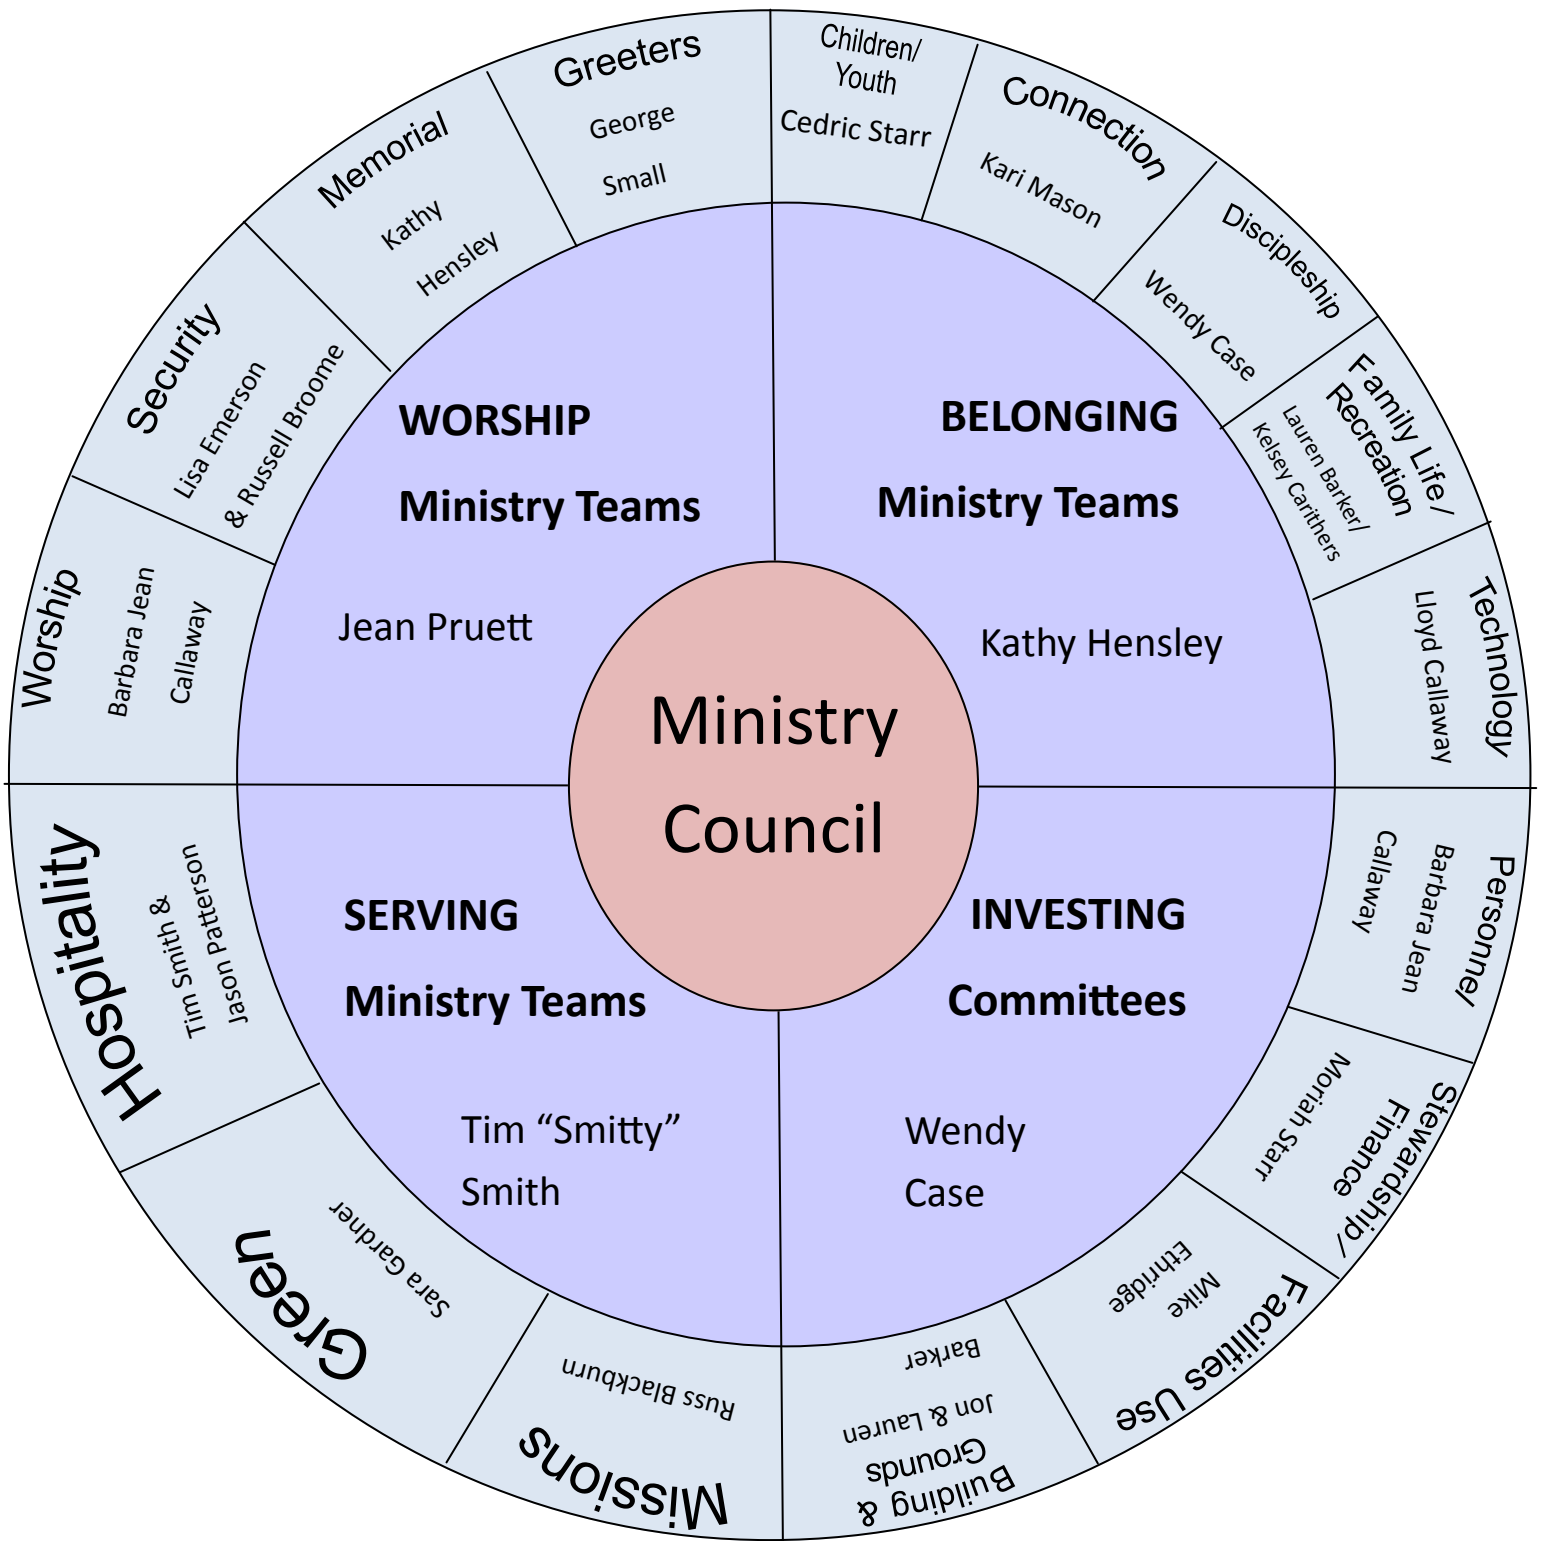 Ministry
Council
WORSHIP
Ministry Teams
Jean Pruett
BELONGING
Ministry Teams
Kathy Hensley
SERVING
Ministry Teams
Tim “Smitty”
Smith
INVESTING
Committees
Wendy
Case
Children/
Youth
Cedric Starr
Connection
Kari Mason
Discipleship
Wendy Case
Family Life/
Recreation
Lauren Barker/
Kelsey Carithers
Technology
Lloyd Callaway
Personnel
Barbara Jean
Callaway
Stewardship/
Finance
Moriah Starr
Facilities Use
Mike
Ethridge
Building &
Grounds
Jon & Lauren
Barker
Missions
Russ Blackburn
Green
Sara Gardner
Hospitality
Tim Smith &
Jason Patterson
Worship
Barbara Jean
Callaway
Security
Lisa Emerson
& Russell Broome
Memorial
Kathy
Hensley
Greeters
George
Small